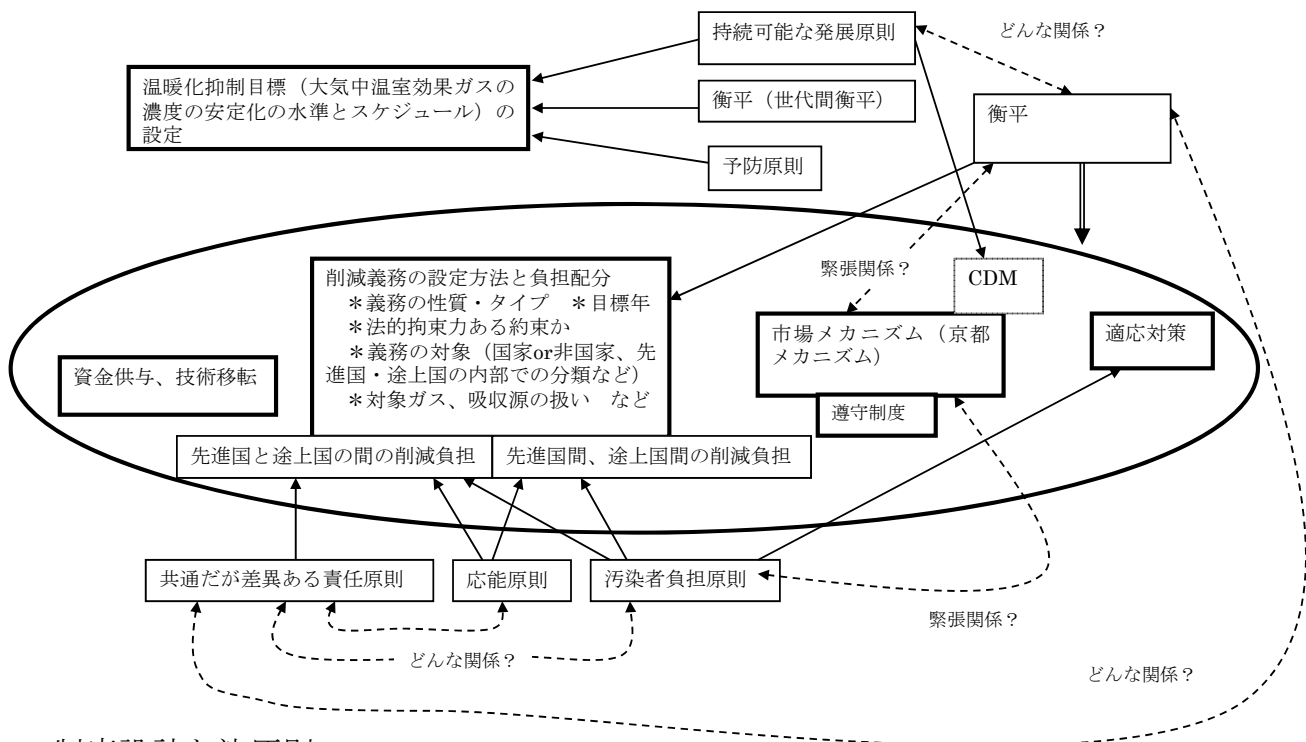 持続可能な発展原則
どんな関係？
温暖化抑制目標（大気中温室効果ガスの
濃度の安定化の水準とスケジュール）の
設定
衡平（世代間衡平）
衡平
予防原則
緊張関係？
CDM
削減義務の設定方法と負担配分
＊義務の性質・タイプ　＊目標年
＊法的拘束力ある約束か
＊義務の対象（国家or非国家、先
進国・途上国の内部での分類など）
＊対象ガス、吸収源の扱い　など
市場メカニズム（京都
メカニズム）
適応対策
資金供与、技術移転
遵守制度
先進国と途上国の間の削減負担
先進国間、途上国間の削減負担
共通だが差異ある責任原則
応能原則
汚染者負担原則
緊張関係？
どんな関係？
どんな関係？